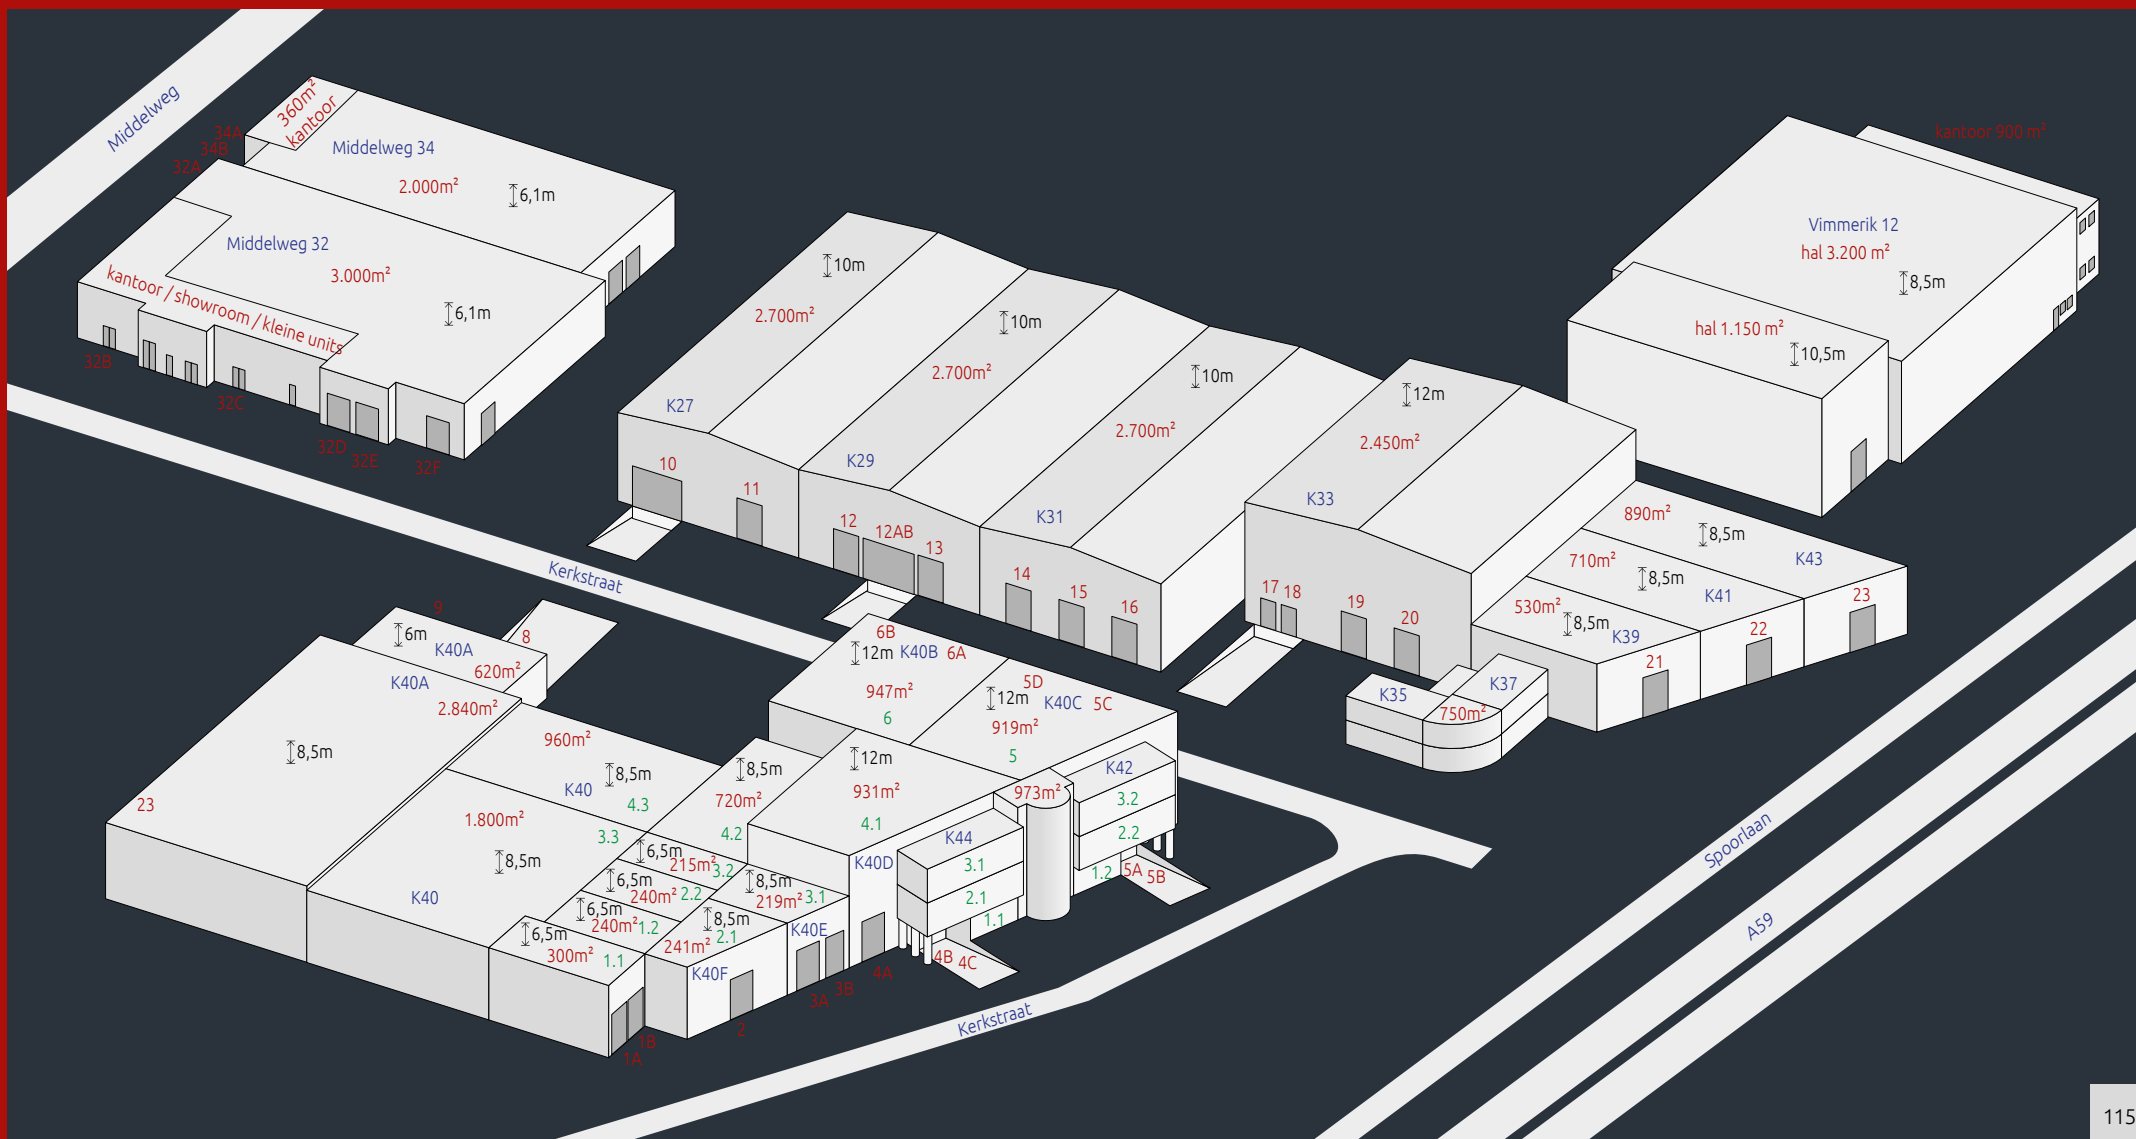 Middelweg
360m²
kantoor
34A
34B
32A
Middelweg 34
2.000m²
6,1m
Middelweg 32
3.000m²
6,1m
kantoor / showroom / kleine units
32B
32C
32D
32E
32F
Kerkstraat
10m
2.700m²
K27
10
11
10m
2.700m²
K29
12
12AB
13
10m
2.700m²
K31
14
15
16
12m
2.450m²
K33
17
18
19
20
kantoor 900 m²
Vimmerik 12
hal 3.200 m²
8,5m
hal 1.150 m²
10,5m
890m²
8,5m
K43
23
710m²
8,5m
K41
22
530m²
8,5m
K39
21
K35
K37
750m²
9
8
6m
K40A
620m²
K40A
2.840m²
8,5m
23
960m²
8,5m
K40
4.3
1.800m²
3.3
8,5m
K40
6B
12m
K40B
6A
947m²
6
5D
12m
K40C
5C
919m²
5
8,5m
720m²
4.2
12m
931m²
4.1
K40D
973m²
K42
3.2
2.2
1.2
5A
5B
K44
3.1
2.1
1.1
4A
4B
4C
6,5m
215m²
3.2
6,5m
240m²
2.2
6,5m
240m²
1.2
6,5m
300m²
1.1
8,5m
219m²
3.1
8,5m
241m²
2.1
K40E
K40F
1A
1B
2
3A
3B
Kerkstraat
Spoorlaan
A59
115